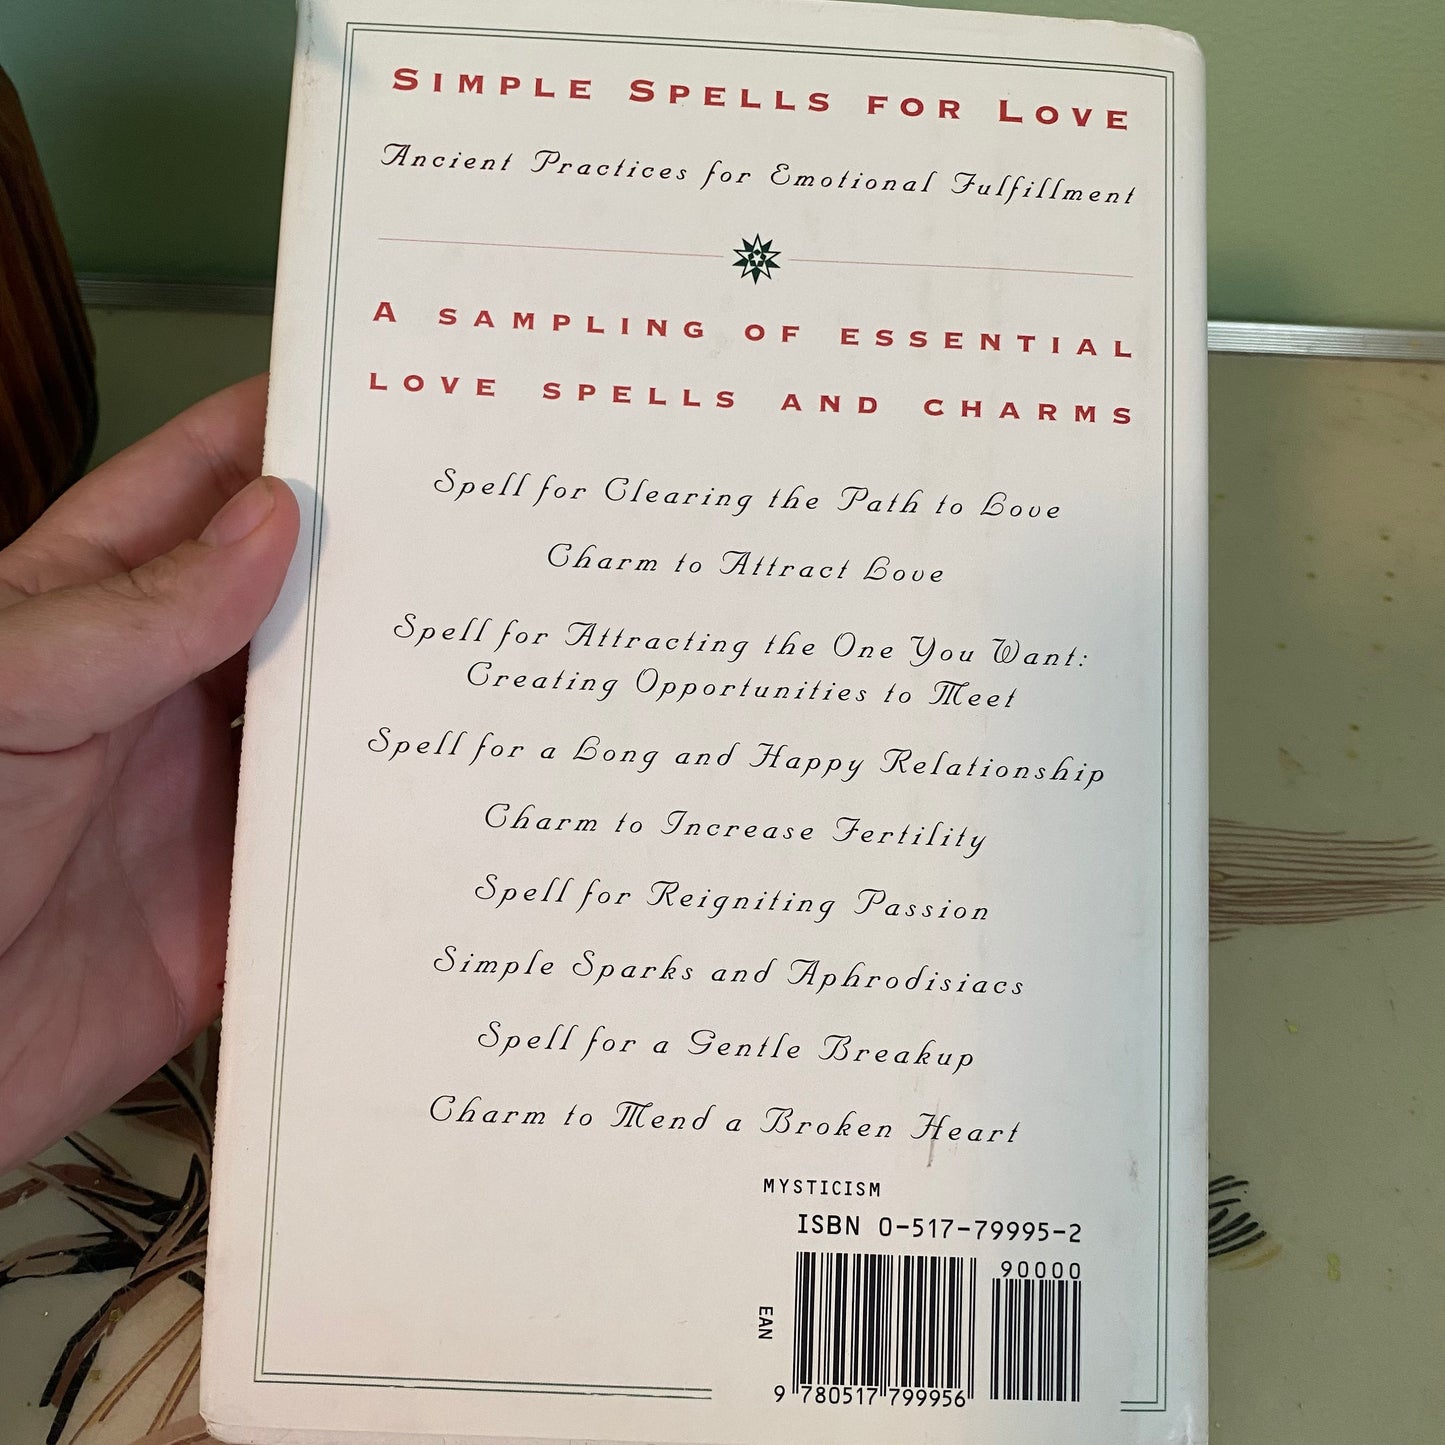 SIMPLE SPELLS FOR LOVE
Ancient Practices for Emotional Fulfillment
A SAMPLING OF ESSENTIAL
LOVE SPELLS AND CHARMS
Spell for Clearing the Path to Love
Charm to Attract Love
Spell for Attracting the One You Want:
Creating Opportunities to Meet
Spell for a Long and Happy Relationship
Charm to Increase Fertility
Spell for Reigniting Passion
Simple Sparks and Aphrodisiacs
Spell for a Gentle Breakup
Charm to Mend a Broken Heart
MYSTICISM
ISBN 0-517-79995-2
90000
EAN
9 780517 799956